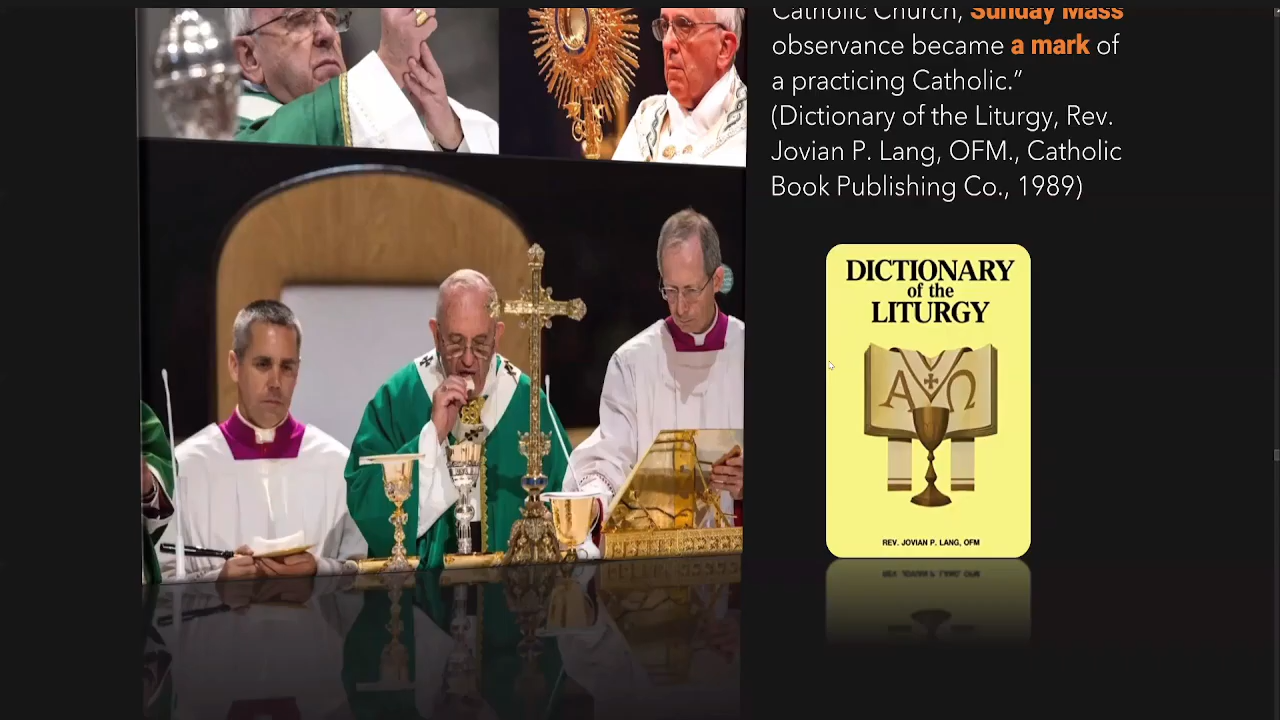 Catholic Church, Sunday Mass
observance became a mark of
a practicing Catholic.”
(Dictionary of the Liturgy, Rev.
Jovian P. Lang, OFM., Catholic
Book Publishing Co., 1989)
DICTIONARY
of the
LITURGY
Α Ω
REV. JOVIAN P. LANG, OFM